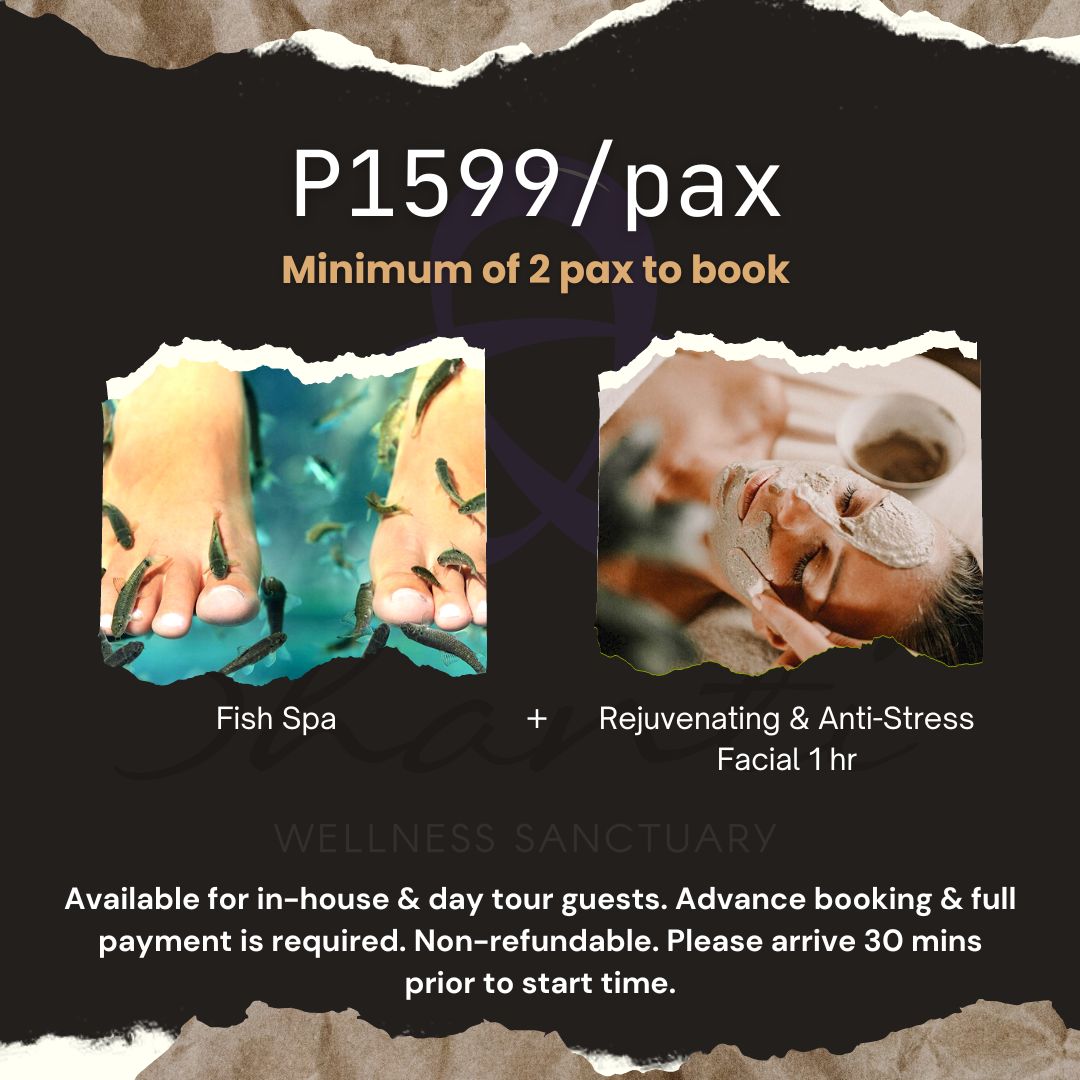 P1599/pax
Minimum of 2 pax to book
Fish Spa + Rejuvenating & Anti-Stress
Facial 1 hr
Shanti
WELLNESS SANCTUARY
Available for in-house & day tour guests. Advance booking & full
payment is required. Non-refundable. Please arrive 30 mins
prior to start time.